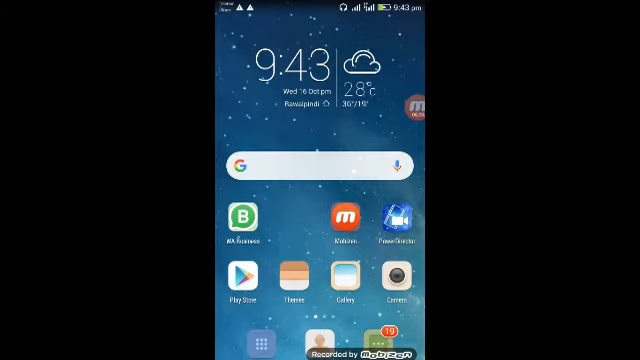 9:43 pm
9:43
Wed 16 Oct pm
Rawalpindi
28°c
36°/19°
G
B
WA Business
Mobizen
PowerDirector
Play Store
Themes
Gallery
Camera
19
Recorded by mobizen